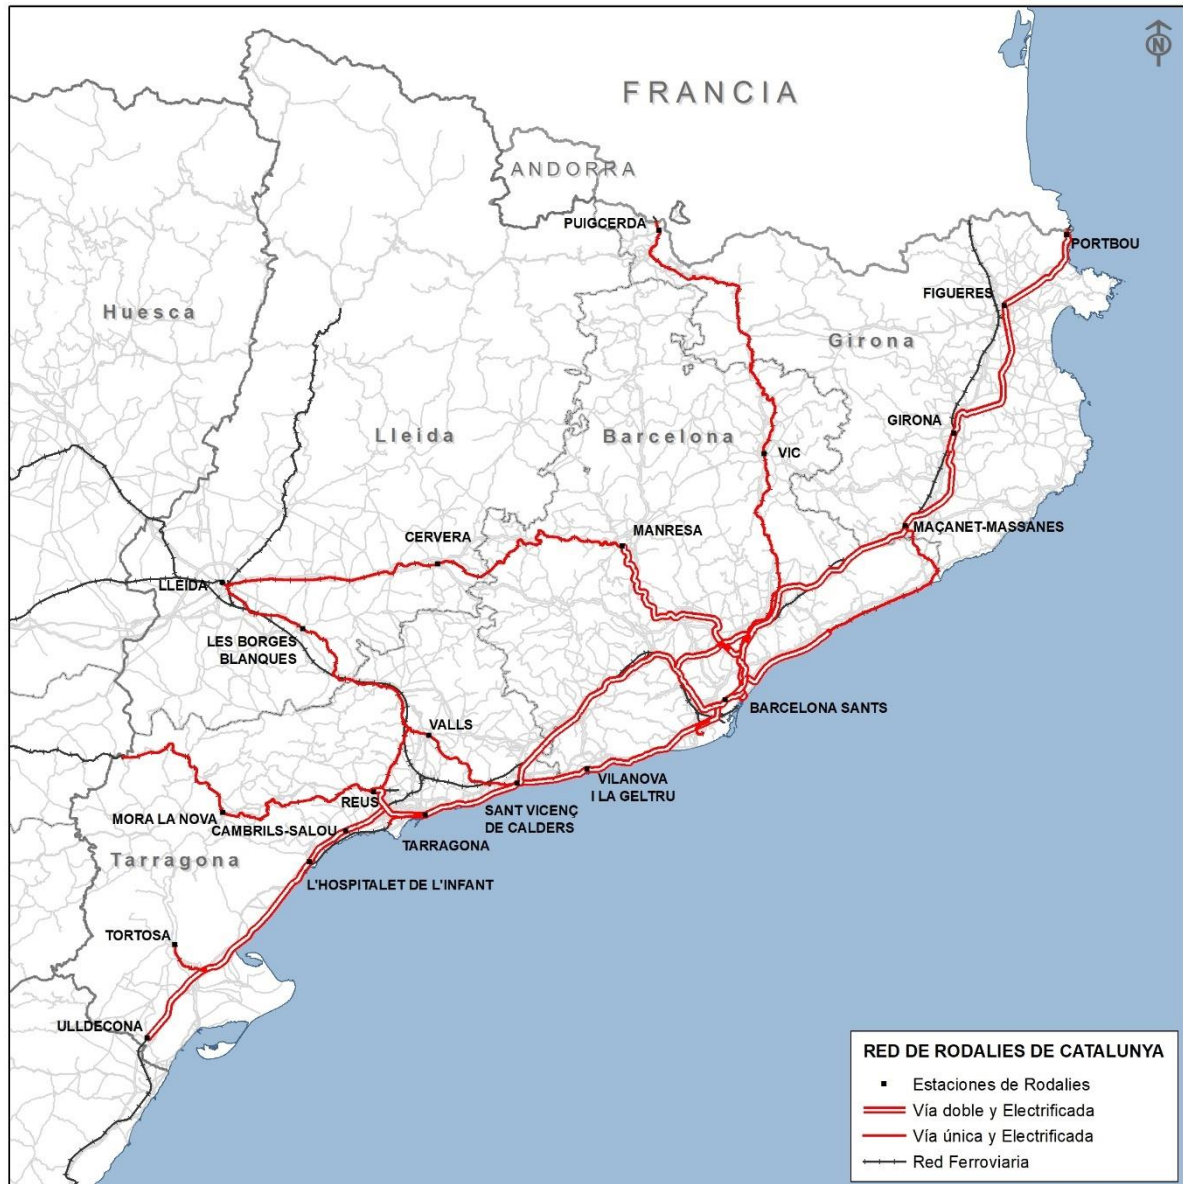 N
FRANCIA
ANDORRA
PUIGCERDA
PORTBOU
FIGUERES
Huesca
Girona
GIRONA
Lleida
Barcelona
VIC
MAÇANET-MASSANES
MANRESA
CERVERA
LLEIDA
LES BORGES
BLANQUES
BARCELONA SANTS
VALLS
VILANOVA
I LA GELTRU
SANT VICENÇ
DE CALDERS
REUS
MORA LA NOVA
CAMBRILS-SALOU
TARRAGONA
Tarragona
L'HOSPITALET DE L'INFANT
TORTOSA
ULLDECONA
RED DE RODALIES DE CATALUNYA
Estaciones de Rodalies
Vía doble y Electrificada
Vía única y Electrificada
Red Ferroviaria